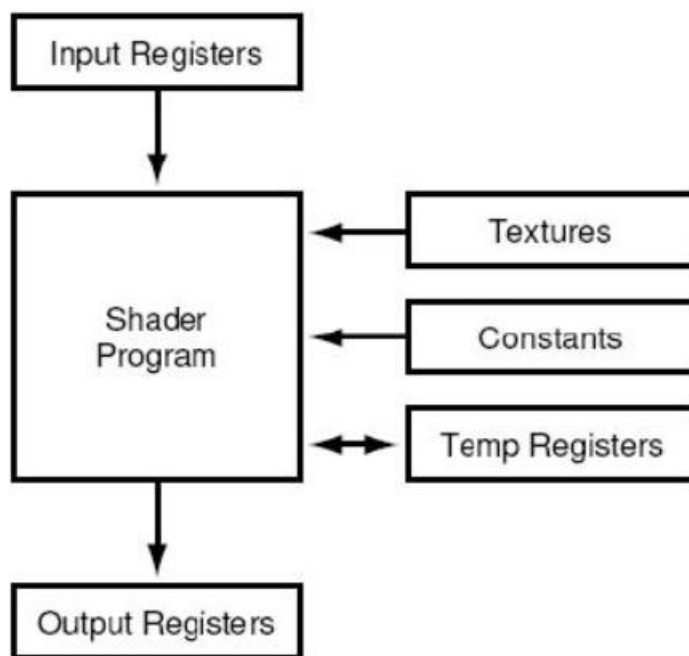 Input Registers
Textures
Shader
Program
Constants
Temp Registers
Output Registers